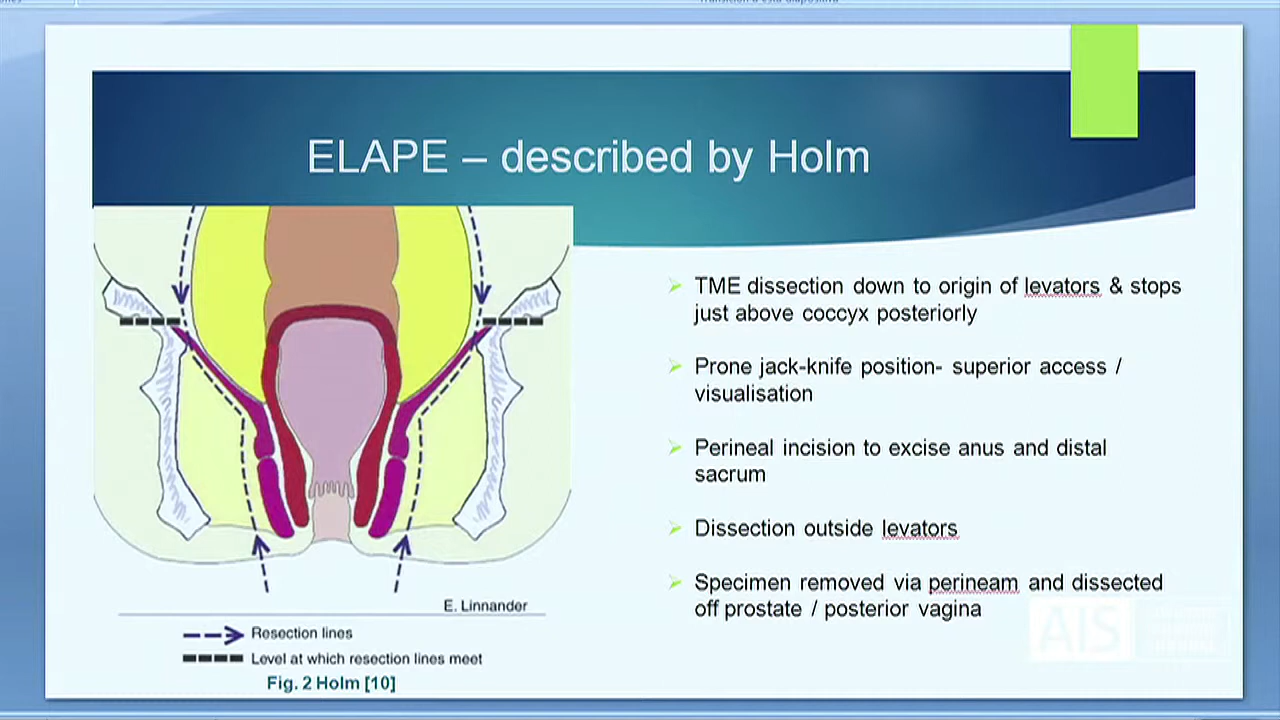 ELAPE – described by Holm
TME dissection down to origin of levators & stops
just above coccyx posteriorly
Prone jack-knife position- superior access /
visualisation
Perineal incision to excise anus and distal
sacrum
Dissection outside levators
Specimen removed via perineam and dissected
off prostate / posterior vagina
E. Linnander
Resection lines
Level at which resection lines meet
Fig. 2 Holm [10]
AIS